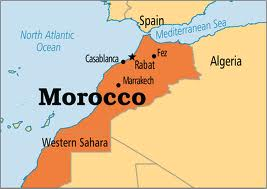 Spain
North Atlantic
Ocean
Mediterranean Sea
Casablanca
Rabat
Fez
Algeria
Marrakech
Morocco
Western Sahara